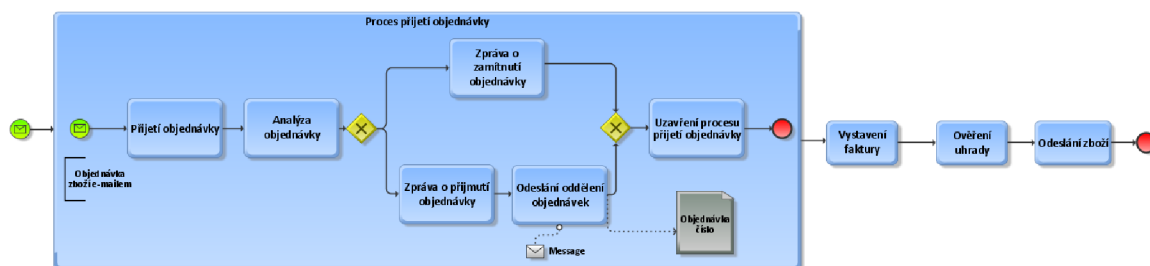 Proces přijetí objednávky
Zpráva o
zamítnutí
objednávky
Přijetí objednávky
Analýza
objednávky
Uzavření procesu
přijetí objednávky
Vystavení
faktury
Ověření
uhrady
Odeslání zboží
Objednávka
zboží e-mailem
Zpráva o přijmutí
objednávky
Odeslání oddělení
objednávek
Objednávka
číslo
Message